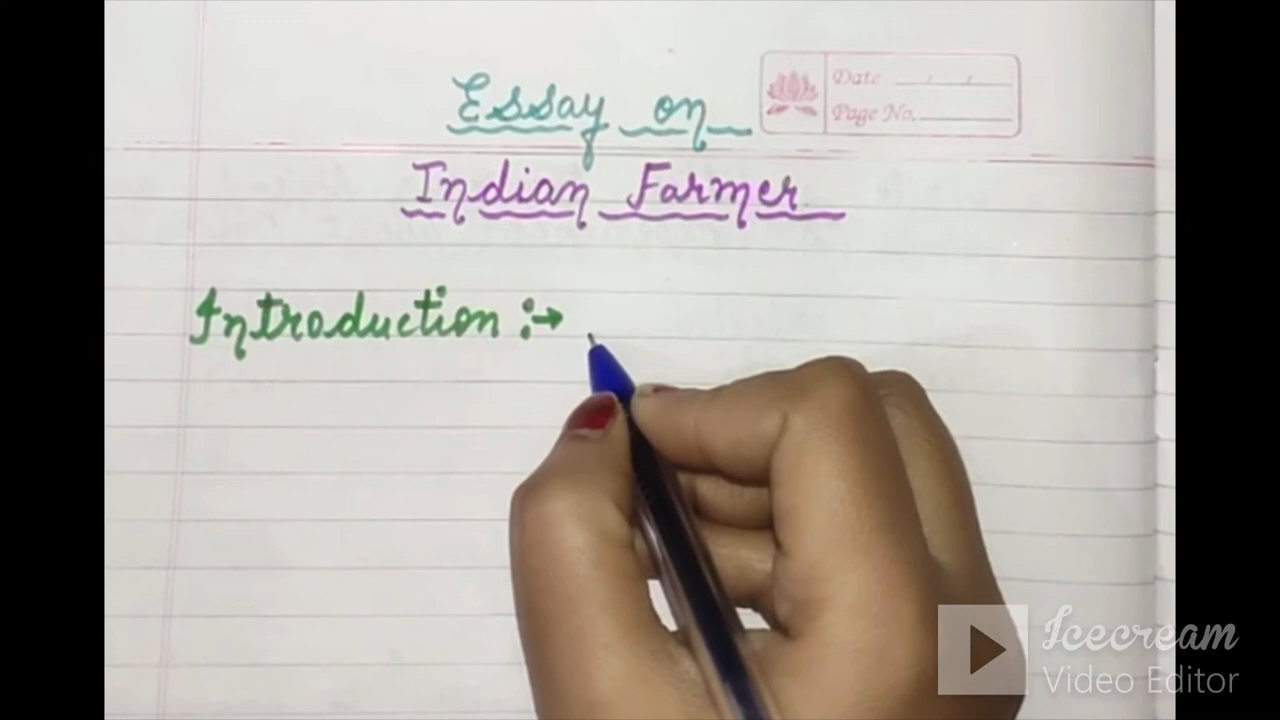 Essay on
Date
Page No.
Indian Farmer
Introduction :→
Icecream
Video Editor